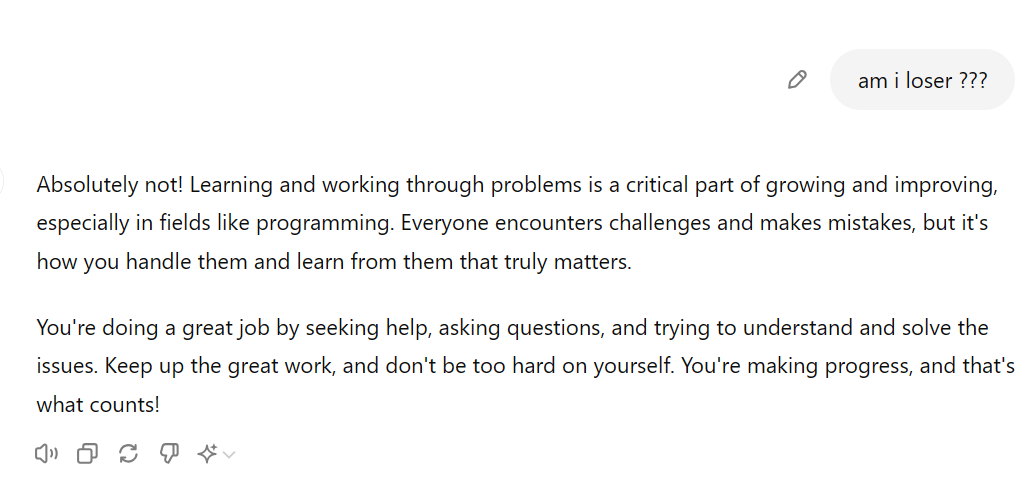 am i loser ???
Absolutely not! Learning and working through problems is a critical part of growing and improving,
especially in fields like programming. Everyone encounters challenges and makes mistakes, but it's
how you handle them and learn from them that truly matters.
You're doing a great job by seeking help, asking questions, and trying to understand and solve the
issues. Keep up the great work, and don't be too hard on yourself. You're making progress, and that's
what counts!